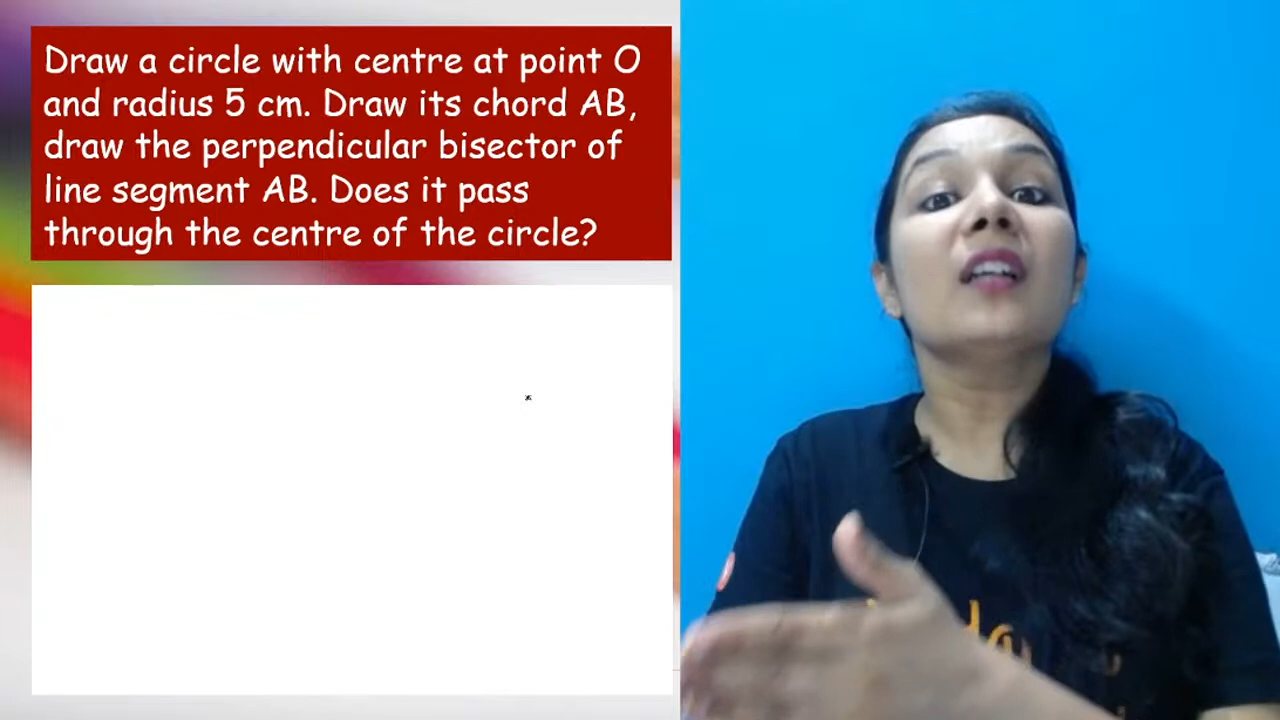 Draw a circle with centre at point O
and radius 5 cm. Draw its chord AB,
draw the perpendicular bisector of
line segment AB. Does it pass
through the centre of the circle?